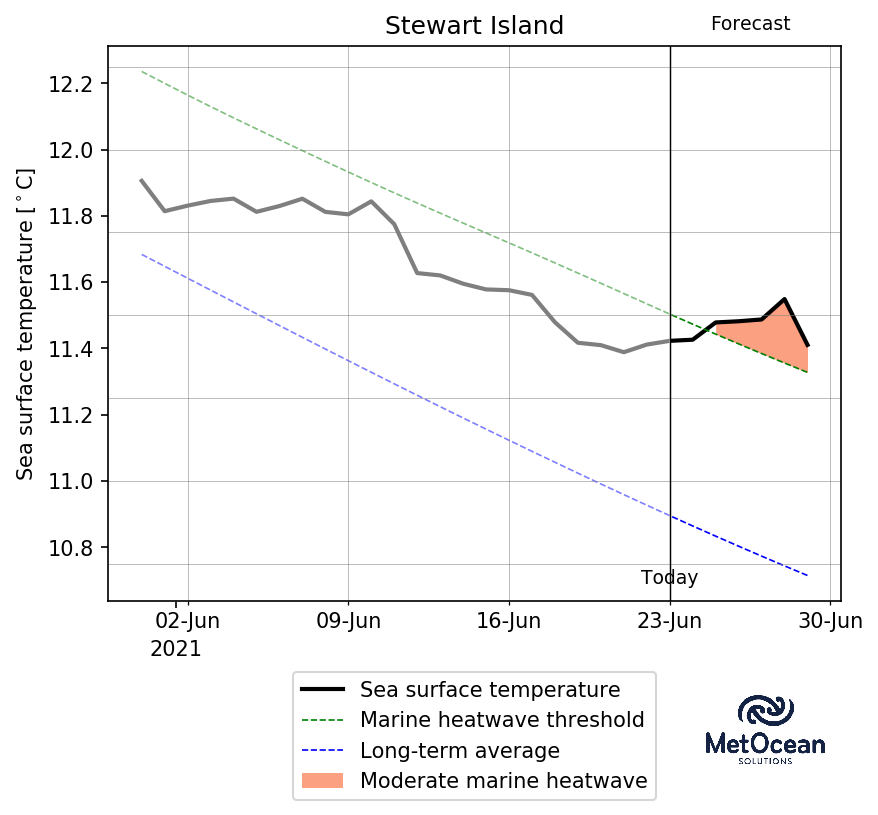 Stewart Island
Forecast
Sea surface temperature [°C]
12.2
12.0
11.8
11.6
11.4
11.2
11.0
10.8
Today
02-Jun
09-Jun
16-Jun
23-Jun
30-Jun
2021
Sea surface temperature
Marine heatwave threshold
Long-term average
Moderate marine heatwave
MetOcean
SOLUTIONS